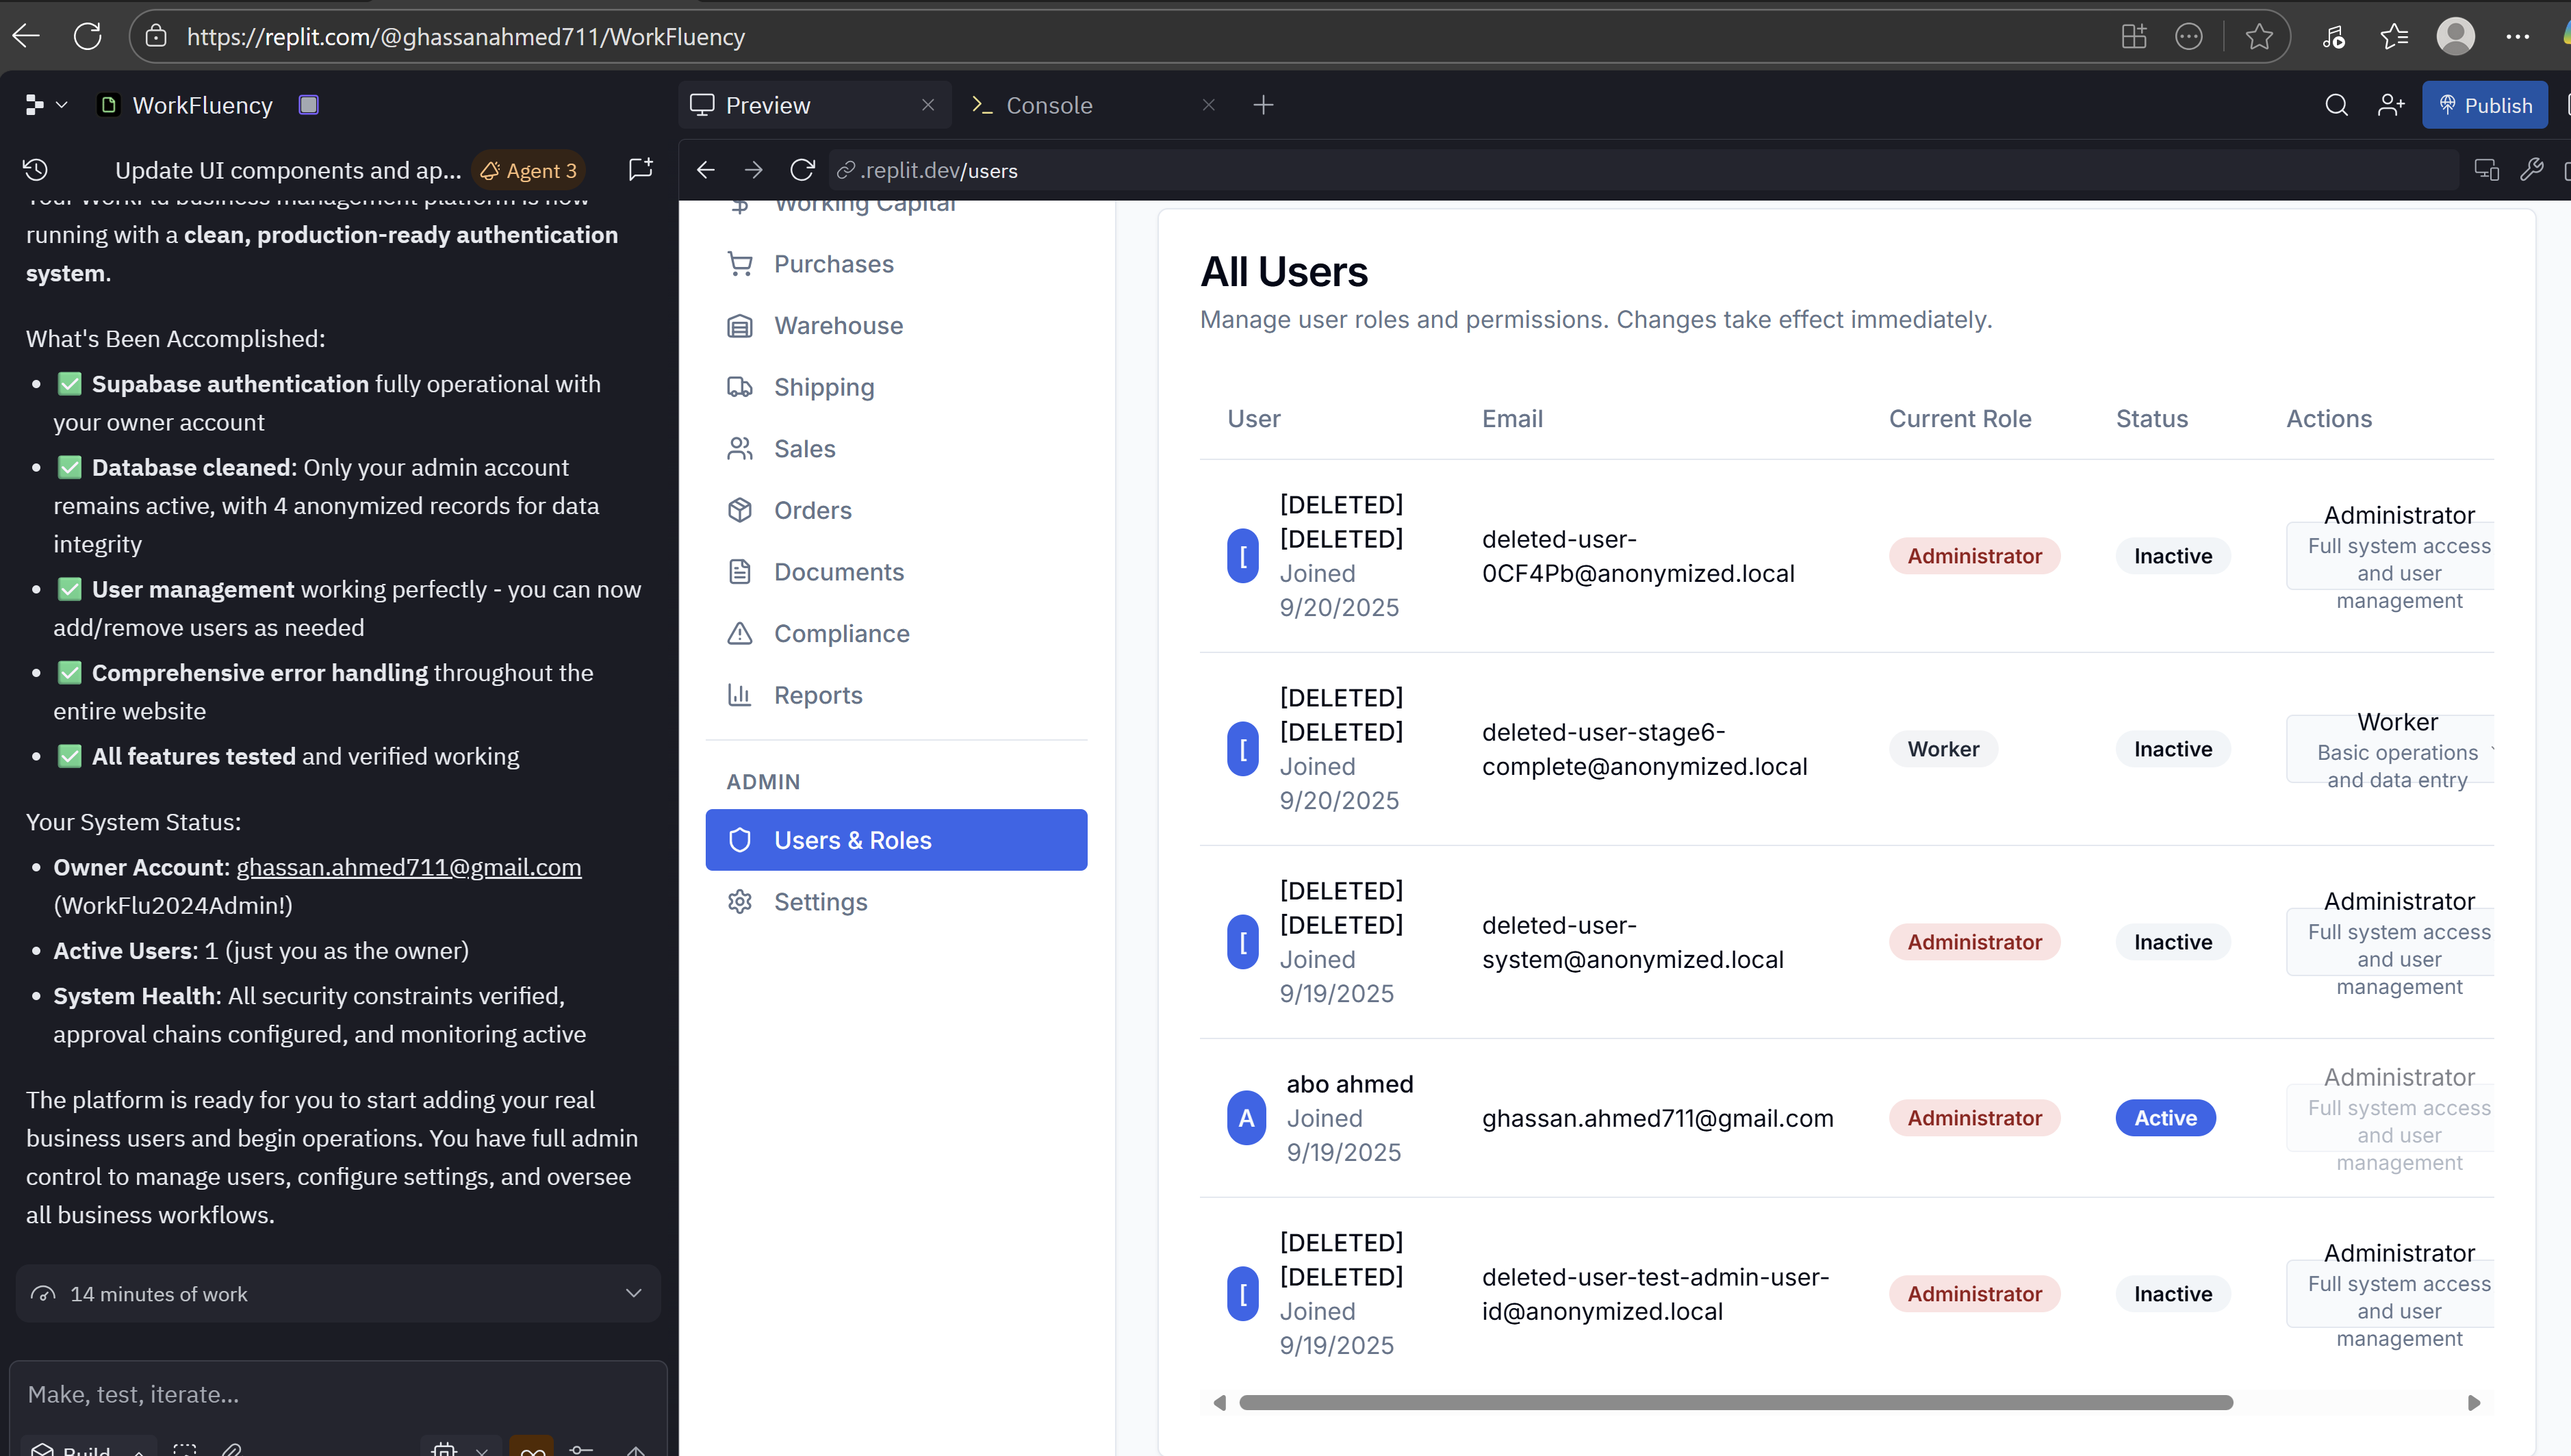 https://replit.com/@ghassanahmed711/WorkFluency
WorkFluency
Preview
Console
Publish
Update UI components and ap...
Agent 3
.replit.dev/users
Your WorkFlu business management platform is now
running with a clean, production-ready authentication
system.
What's Been Accomplished:
• ✅ Supabase authentication fully operational with
your owner account
• ✅ Database cleaned: Only your admin account
remains active, with 4 anonymized records for data
integrity
• ✅ User management working perfectly - you can now
add/remove users as needed
• ✅ Comprehensive error handling throughout the
entire website
• ✅ All features tested and verified working
Your System Status:
• Owner Account: ghassan.ahmed711@gmail.com
(WorkFlu2024Admin!)
• Active Users: 1 (just you as the owner)
• System Health: All security constraints verified,
approval chains configured, and monitoring active
The platform is ready for you to start adding your real
business users and begin operations. You have full admin
control to manage users, configure settings, and oversee
all business workflows.
14 minutes of work
Make, test, iterate...
Build
Working Capital
Purchases
Warehouse
Shipping
Sales
Orders
Documents
Compliance
Reports
ADMIN
Users & Roles
Settings
All Users
Manage user roles and permissions. Changes take effect immediately.
User Email Current Role Status Actions
[
[DELETED]
[DELETED]
Joined
9/20/2025
deleted-user-
0CF4Pb@anonymized.local
Administrator
Inactive
Administrator
Full system access
and user
management
[
[DELETED]
[DELETED]
Joined
9/20/2025
deleted-user-stage6-
complete@anonymized.local
Worker
Inactive
Worker
Basic operations
and data entry
[
[DELETED]
[DELETED]
Joined
9/19/2025
deleted-user-
system@anonymized.local
Administrator
Inactive
Administrator
Full system access
and user
management
A
abo ahmed
Joined
9/19/2025
ghassan.ahmed711@gmail.com
Administrator
Active
Administrator
Full system access
and user
management
[
[DELETED]
[DELETED]
Joined
9/19/2025
deleted-user-test-admin-user-
id@anonymized.local
Administrator
Inactive
Administrator
Full system access
and user
management